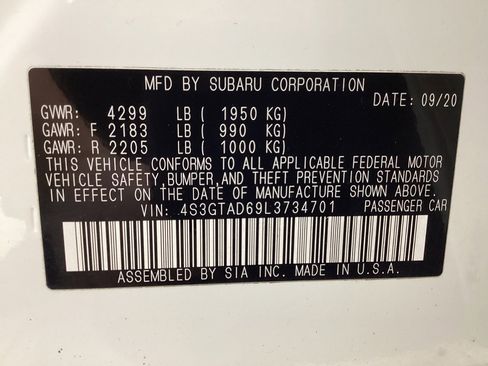 MFD BY SUBARU CORPORATION
DATE: 09/20
GVWR: 4299 LB ( 1950 KG)
GAWR: F 2183 LB ( 990 KG)
GAWR: R 2205 LB ( 1000 KG)
THIS VEHICLE CONFORMS TO ALL APPLICABLE FEDERAL MOTOR
VEHICLE SAFETY, BUMPER, AND THEFT PREVENTION STANDARDS
IN EFFECT ON THE DATE OF MANUFACTURE SHOWN ABOVE.
VIN: 4S3GTAD69L3734701 PASSENGER CAR
ASSEMBLED BY SIA INC. MADE IN U.S.A.